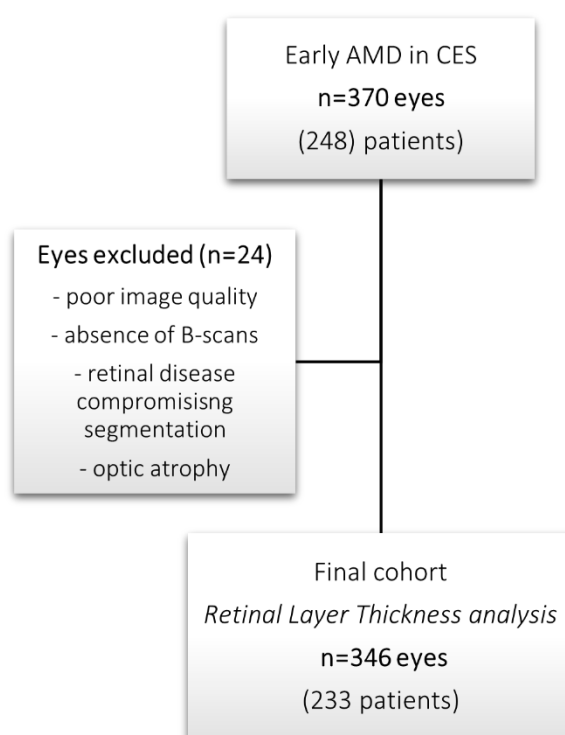 Early AMD in CES
n=370 eyes
(248) patients)
Eyes excluded (n=24)
- poor image quality
- absence of B-scans
- retinal disease
compromisisng
segmentation
- optic atrophy
Final cohort
Retinal Layer Thickness analysis
n=346 eyes
(233 patients)